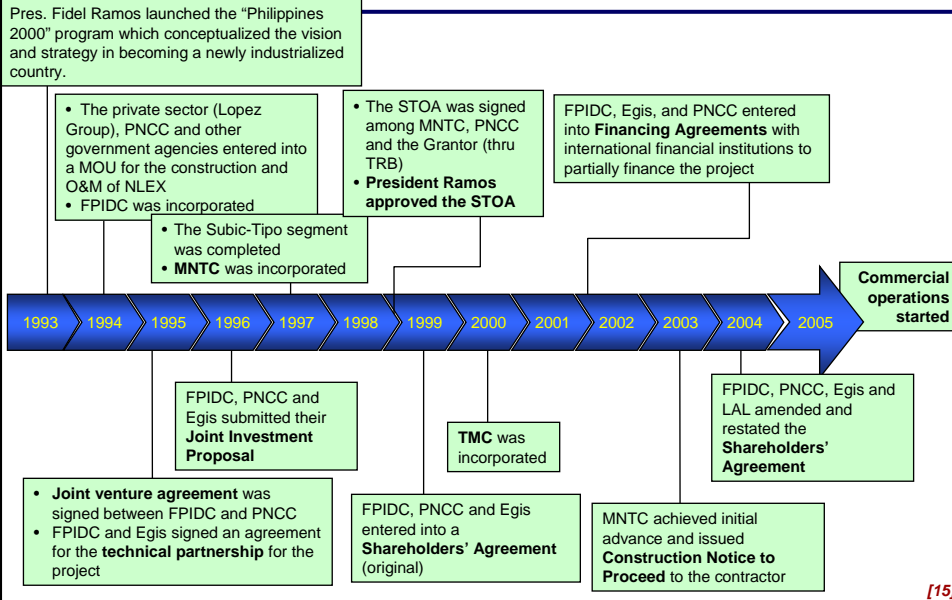 Pres. Fidel Ramos launched the “Philippines
2000” program which conceptualized the vision
and strategy in becoming a newly industrialized
country.
• The private sector (Lopez
Group), PNCC and other
government agencies entered into
a MOU for the construction and
O&M of NLEX
• FPIDC was incorporated
• The Subic-Tipo segment
was completed
• MNTC was incorporated
• The STOA was signed
among MNTC, PNCC
and the Grantor (thru
TRB)
• President Ramos
approved the STOA
FPIDC, Egis, and PNCC entered
into Financing Agreements with
international financial institutions to
partially finance the project
Commercial
operations
started
1993 1994 1995 1996 1997 1998 1999 2000 2001 2002 2003 2004 2005
• Joint venture agreement was
signed between FPIDC and PNCC
• FPIDC and Egis signed an agreement
for the technical partnership for the
project
FPIDC, PNCC and
Egis submitted their
Joint Investment
Proposal
FPIDC, PNCC and Egis
entered into a
Shareholders’ Agreement
(original)
TMC was
incorporated
MNTC achieved initial
advance and issued
Construction Notice to
Proceed to the contractor
FPIDC, PNCC, Egis and
LAL amended and
restated the
Shareholders’
Agreement
[15]